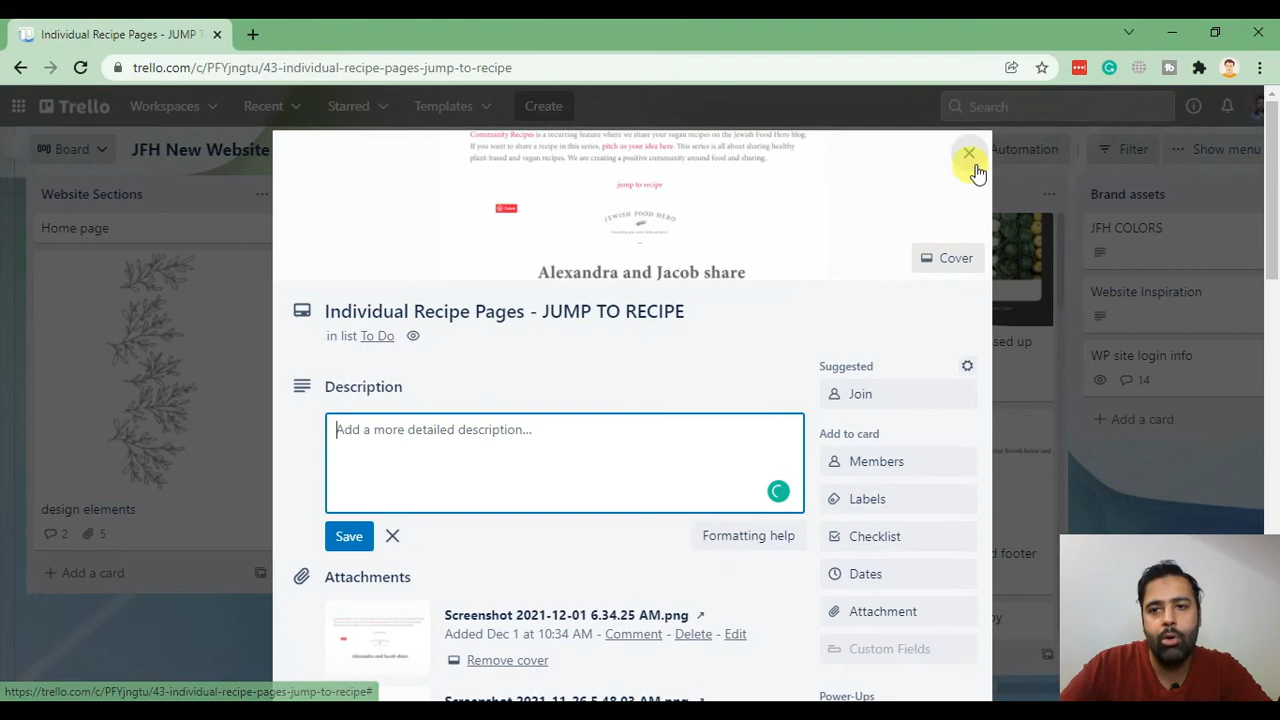 Individual Recipe Pages - JUMP T
trello.com/c/PFYjngtu/43-individual-recipe-pages-jump-to-recipe
Trello
Workspaces
Recent
Starred
Templates
Create
Search
Board
JFH New Website
Automation
Filter
Show menu
Community Recipes is a recurring feature where we share your vegan recipes on the Jewish Food Hero blog.
If you want to share a recipe in this series, pitch us your idea here. This series is all about sharing healthy
plant-based and vegan recipes. We are creating a positive community around food and sharing.
jump to recipe
Save
JEWISH FOOD HERO
Alexandra and Jacob share
Cover
Website Sections
Home page
design elements
2
5
+ Add a card
Individual Recipe Pages - JUMP TO RECIPE
in list To Do
Description
Add a more detailed description...
Save
Formatting help
Attachments
Screenshot 2021-12-01 6.34.25 AM.png
Added Dec 1 at 10:34 AM - Comment - Delete - Edit
Remove cover
Screenshot 2021-11-26 5.48.03 AM.png
Alexandra and Jacob share
Suggested
Join
Add to card
Members
Labels
Checklist
Dates
Attachment
Custom Fields
Power-Ups
Brand assets
JFH COLORS
Website Inspiration
WP site login info
14
+ Add a card
https://trello.com/c/PFYjngtu/43-individual-recipe-pages-jump-to-recipe#